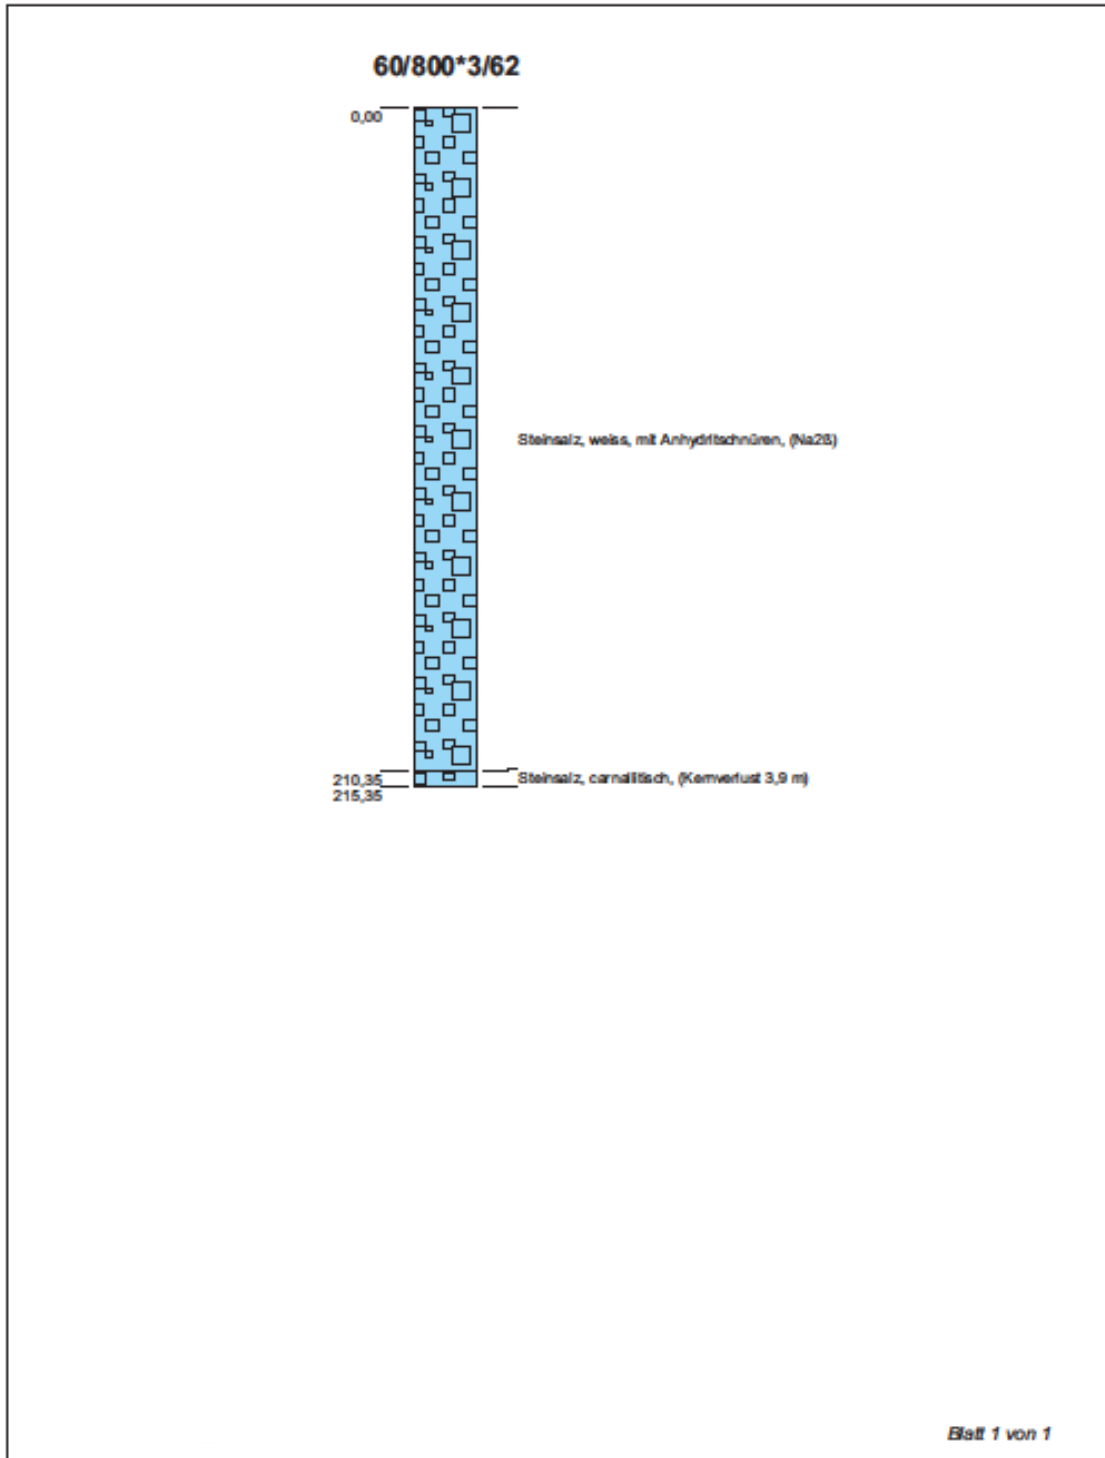 60/800*3/62
0,00
Steinsalz, weiss, mit Anhydritschnüren, (Na2ß)
210,35
Steinsalz, carnallitisch, (Kernverlust 3,9 m)
215,35
Blatt 1 von 1